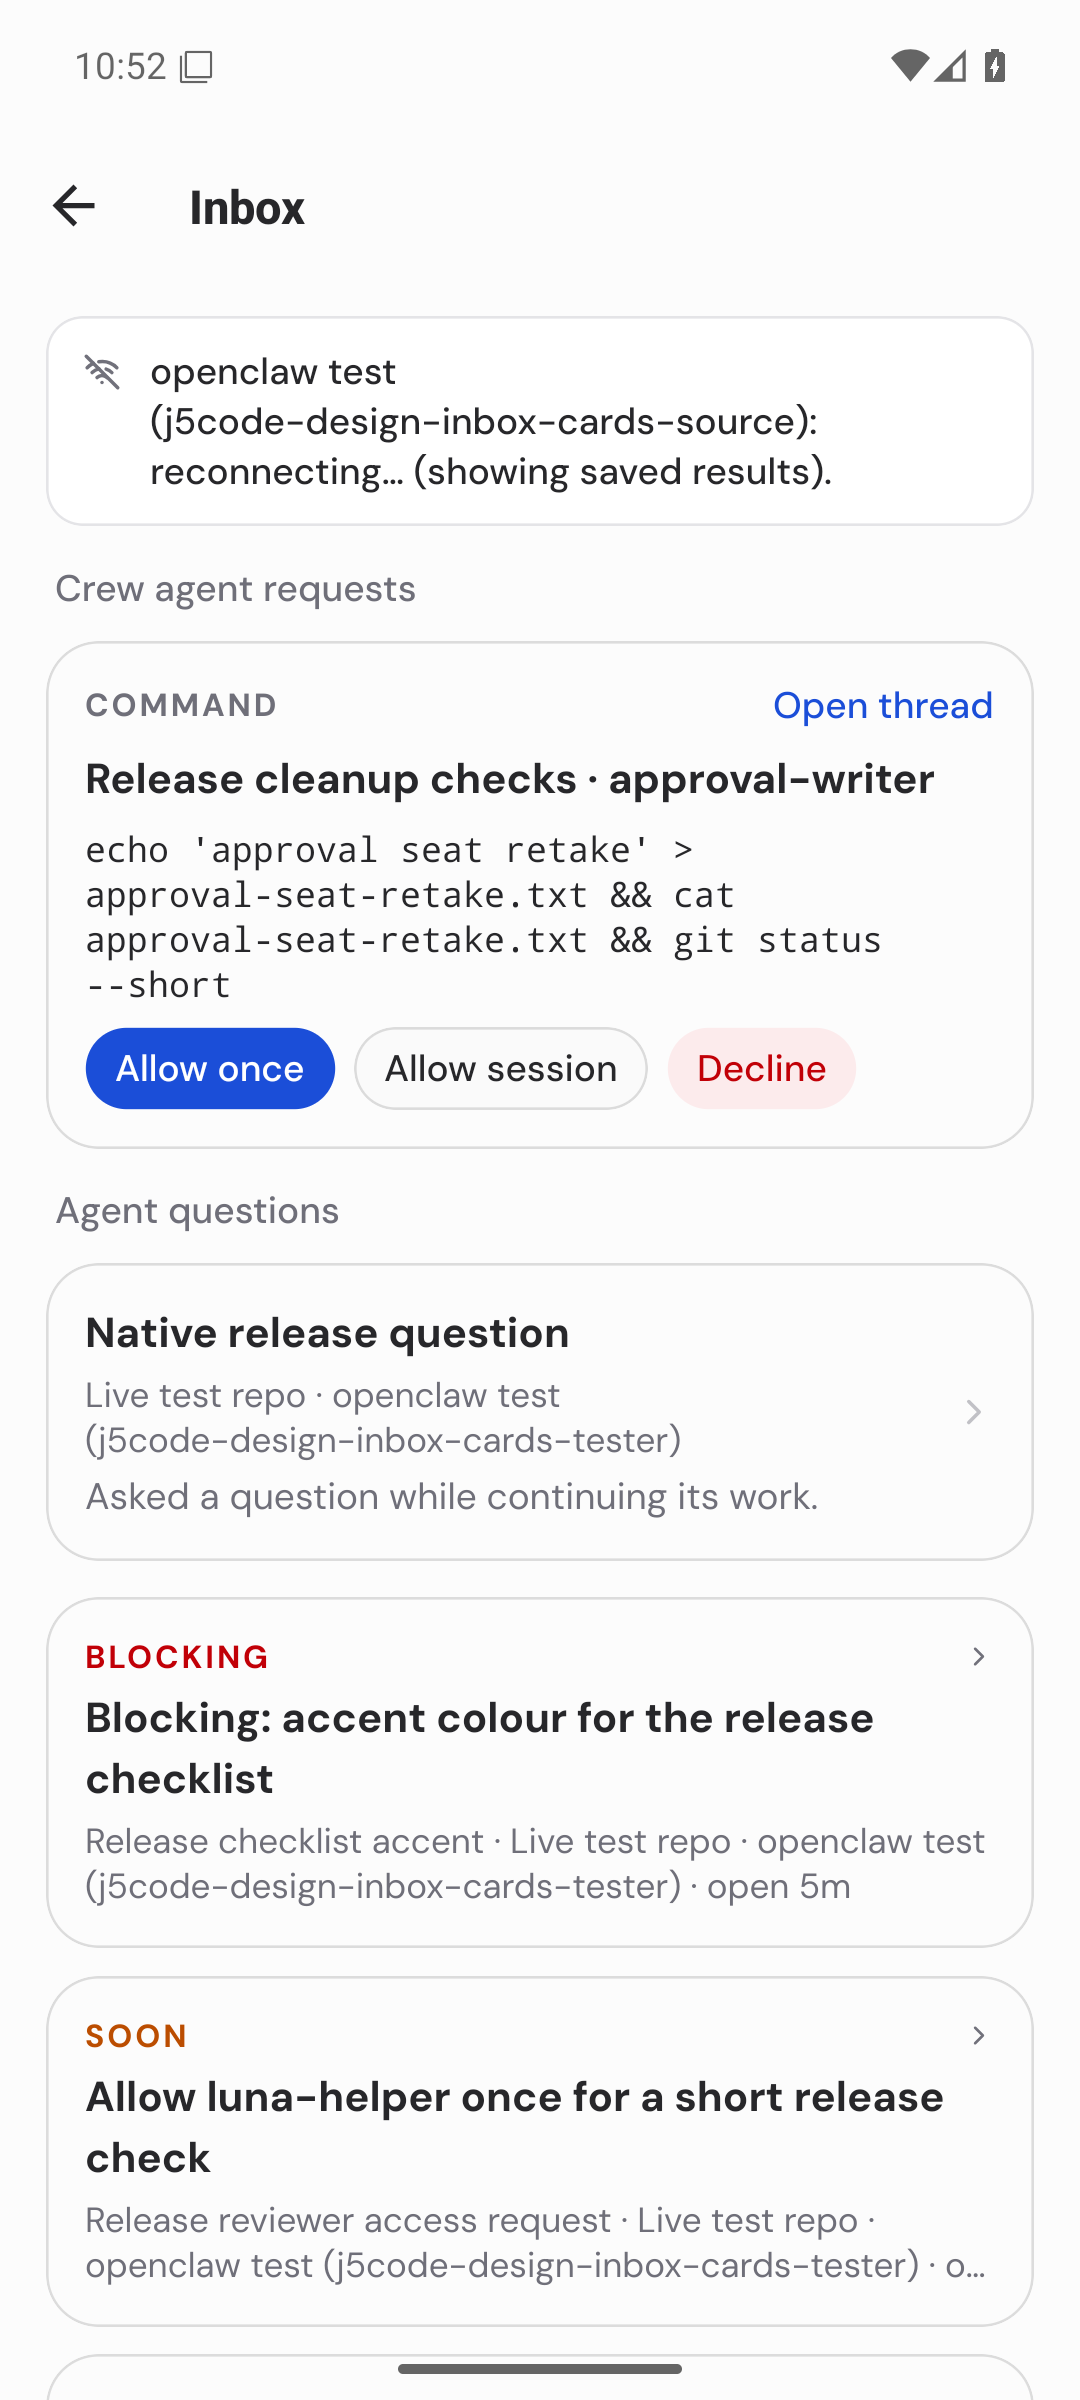 10:52
Inbox
openclaw test
(j5code-design-inbox-cards-source):
reconnecting... (showing saved results).
Crew agent requests
COMMAND
Open thread
Release cleanup checks · approval-writer
echo 'approval seat retake' >
approval-seat-retake.txt && cat
approval-seat-retake.txt && git status
--short
Allow once
Allow session
Decline
Agent questions
Native release question
Live test repo · openclaw test
(j5code-design-inbox-cards-tester)
Asked a question while continuing its work.
BLOCKING
Blocking: accent colour for the release
checklist
Release checklist accent · Live test repo · openclaw test
(j5code-design-inbox-cards-tester) · open 5m
SOON
Allow luna-helper once for a short release
check
Release reviewer access request · Live test repo ·
openclaw test (j5code-design-inbox-cards-tester) · o...